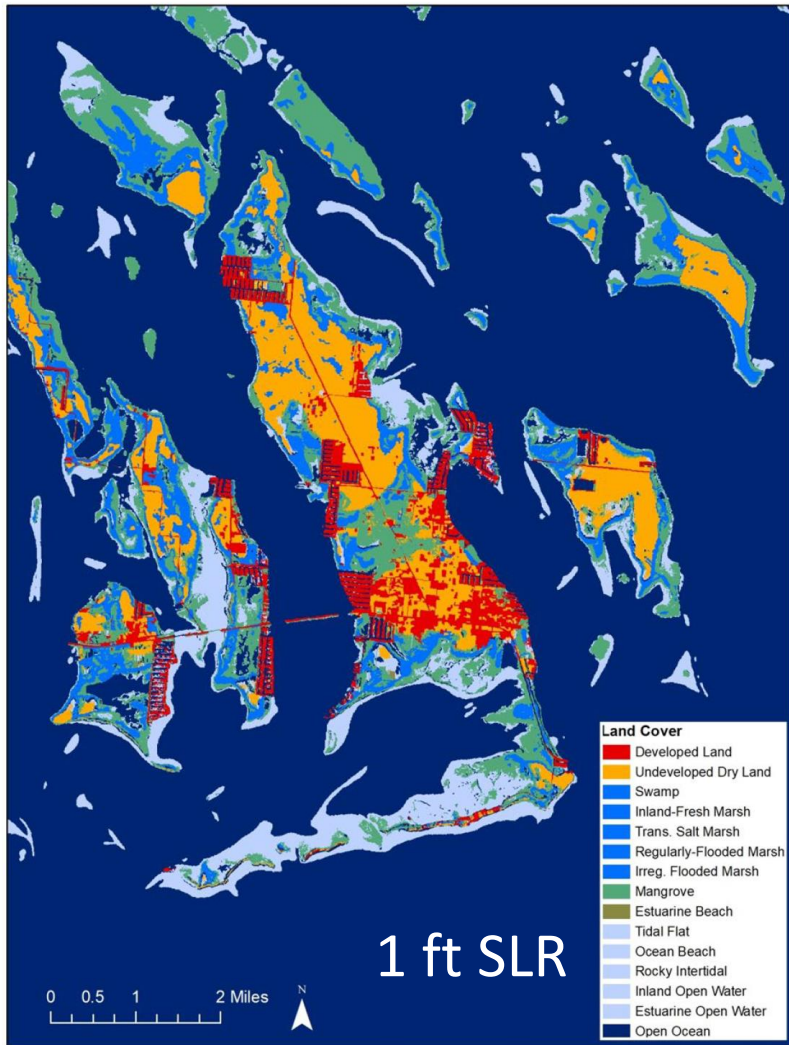 Land Cover
Developed Land
Undeveloped Dry Land
Swamp
Inland-Fresh Marsh
Trans. Salt Marsh
Regularly-Flooded Marsh
Irreg. Flooded Marsh
Mangrove
Estuarine Beach
Tidal Flat
Ocean Beach
Rocky Intertidal
Inland Open Water
Estuarine Open Water
Open Ocean
1 ft SLR
0 0.5 1 2 Miles
N